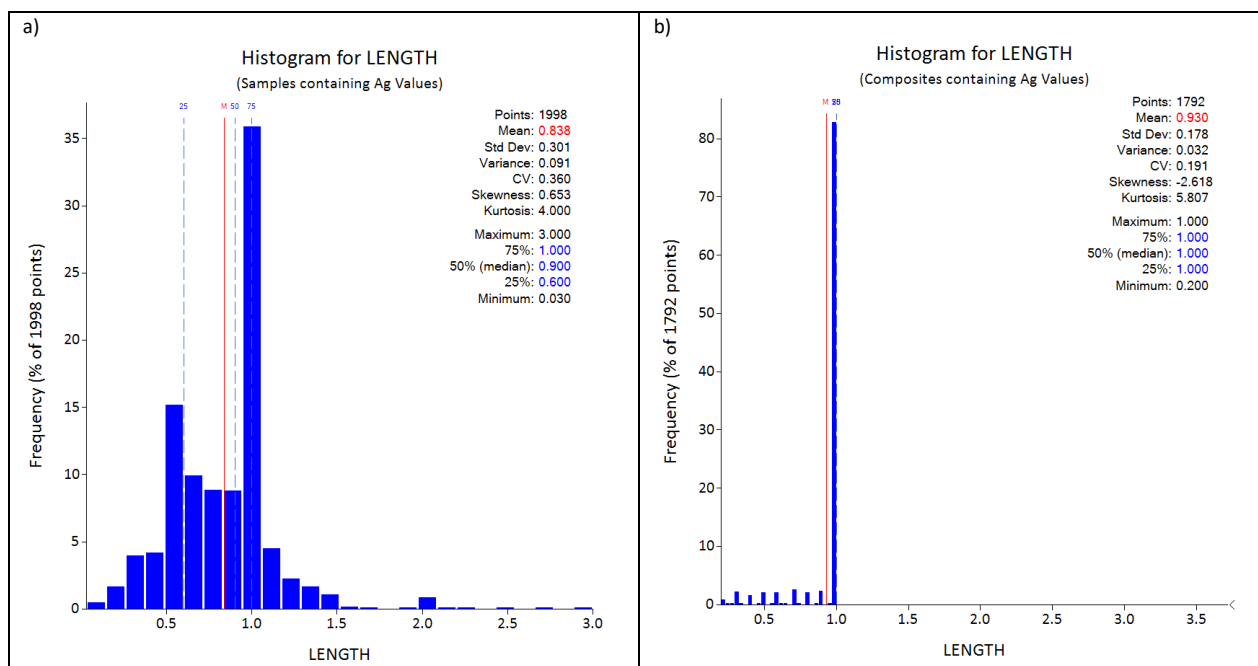 a)
Histogram for LENGTH
(Samples containing Ag Values)
25 M 50 75
Points: 1998
Mean: 0.838
Std Dev: 0.301
Variance: 0.091
CV: 0.360
Skewness: 0.653
Kurtosis: 4.000
Maximum: 3.000
75%: 1.000
50% (median): 0.900
25%: 0.600
Minimum: 0.030
Frequency (% of 1998 points)
35
30
25
20
15
10
5
0
0.5 1.0 1.5 2.0 2.5 3.0
LENGTH
b)
Histogram for LENGTH
(Composites containing Ag Values)
M
Points: 1792
Mean: 0.930
Std Dev: 0.178
Variance: 0.032
CV: 0.191
Skewness: -2.618
Kurtosis: 5.807
Maximum: 1.000
75%: 1.000
50% (median): 1.000
25%: 1.000
Minimum: 0.200
Frequency (% of 1792 points)
80
70
60
50
40
30
20
10
0
0.5 1.0 1.5 2.0 2.5 3.0 3.5
LENGTH